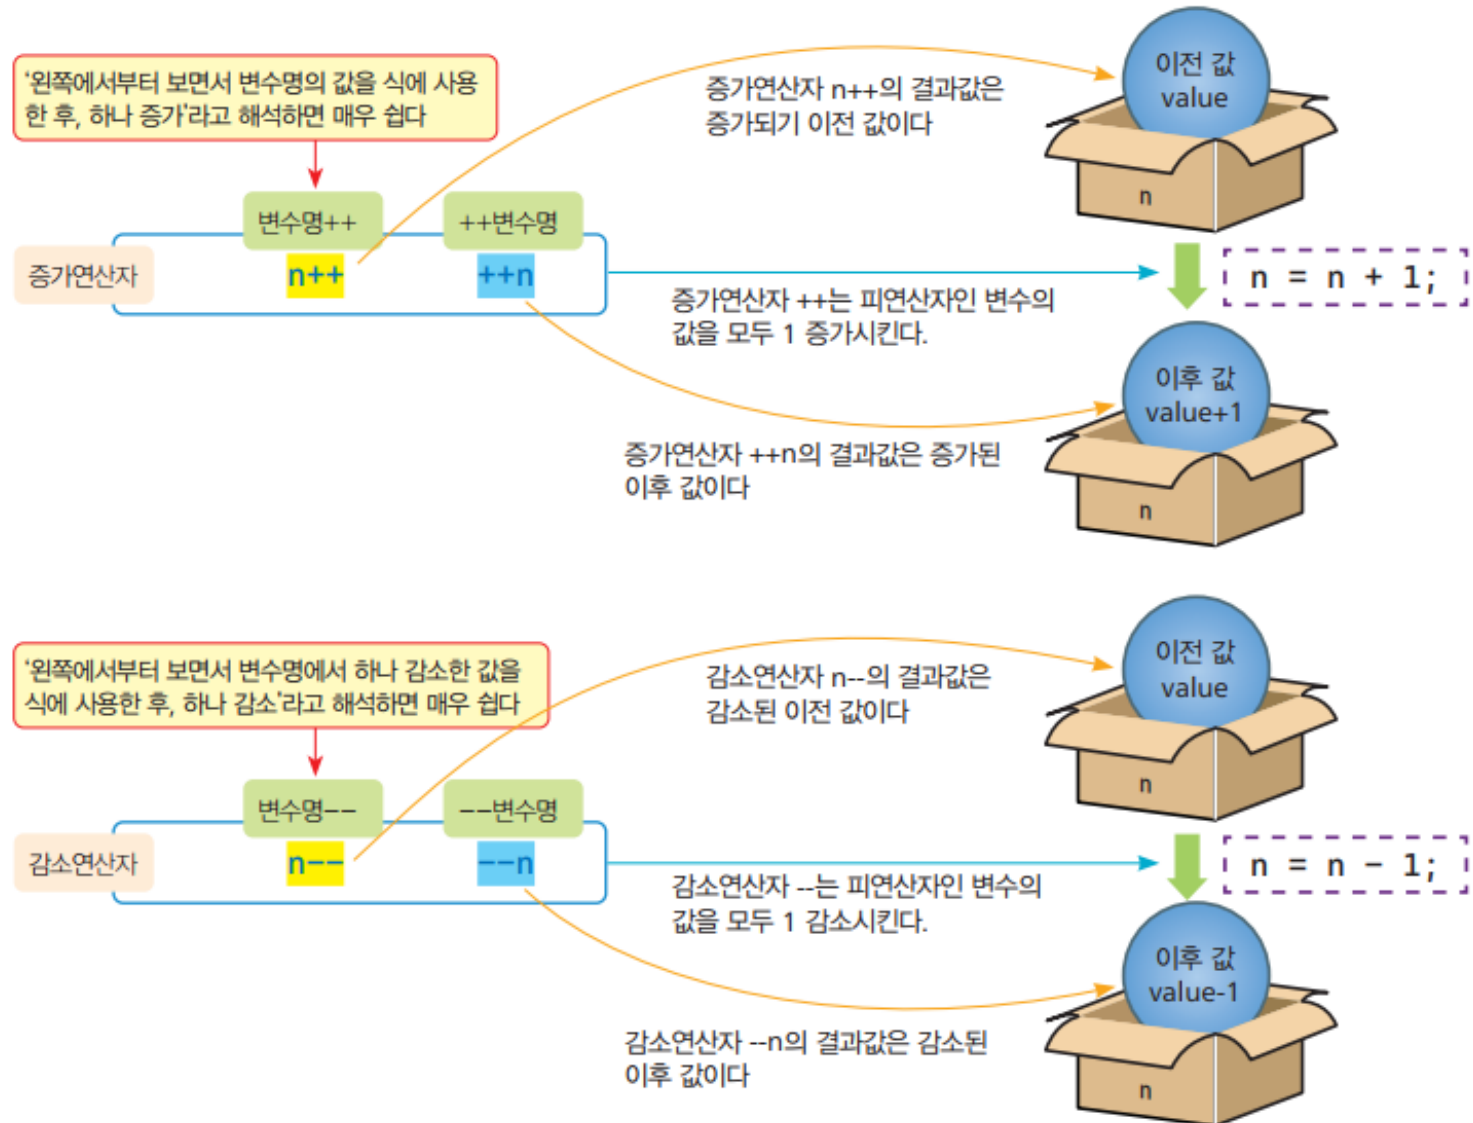 '왼쪽에서부터 보면서 변수명의 값을 식에 사용
한 후, 하나 증가'라고 해석하면 매우 쉽다
증가연산자 n++의 결과값은
증가되기 이전 값이다
이전 값
value
n
변수명++
++변수명
증가연산자
n++
++n
n = n + 1;
증가연산자 ++는 피연산자인 변수의
값을 모두 1 증가시킨다.
이후 값
value+1
n
증가연산자 ++n의 결과값은 증가된
이후 값이다
'왼쪽에서부터 보면서 변수명에서 하나 감소한 값을
식에 사용한 후, 하나 감소'라고 해석하면 매우 쉽다
감소연산자 n--의 결과값은
감소된 이전 값이다
이전 값
value
n
변수명--
--변수명
감소연산자
n--
--n
n = n - 1;
감소연산자 --는 피연산자인 변수의
값을 모두 1 감소시킨다.
이후 값
value-1
n
감소연산자 --n의 결과값은 감소된
이후 값이다